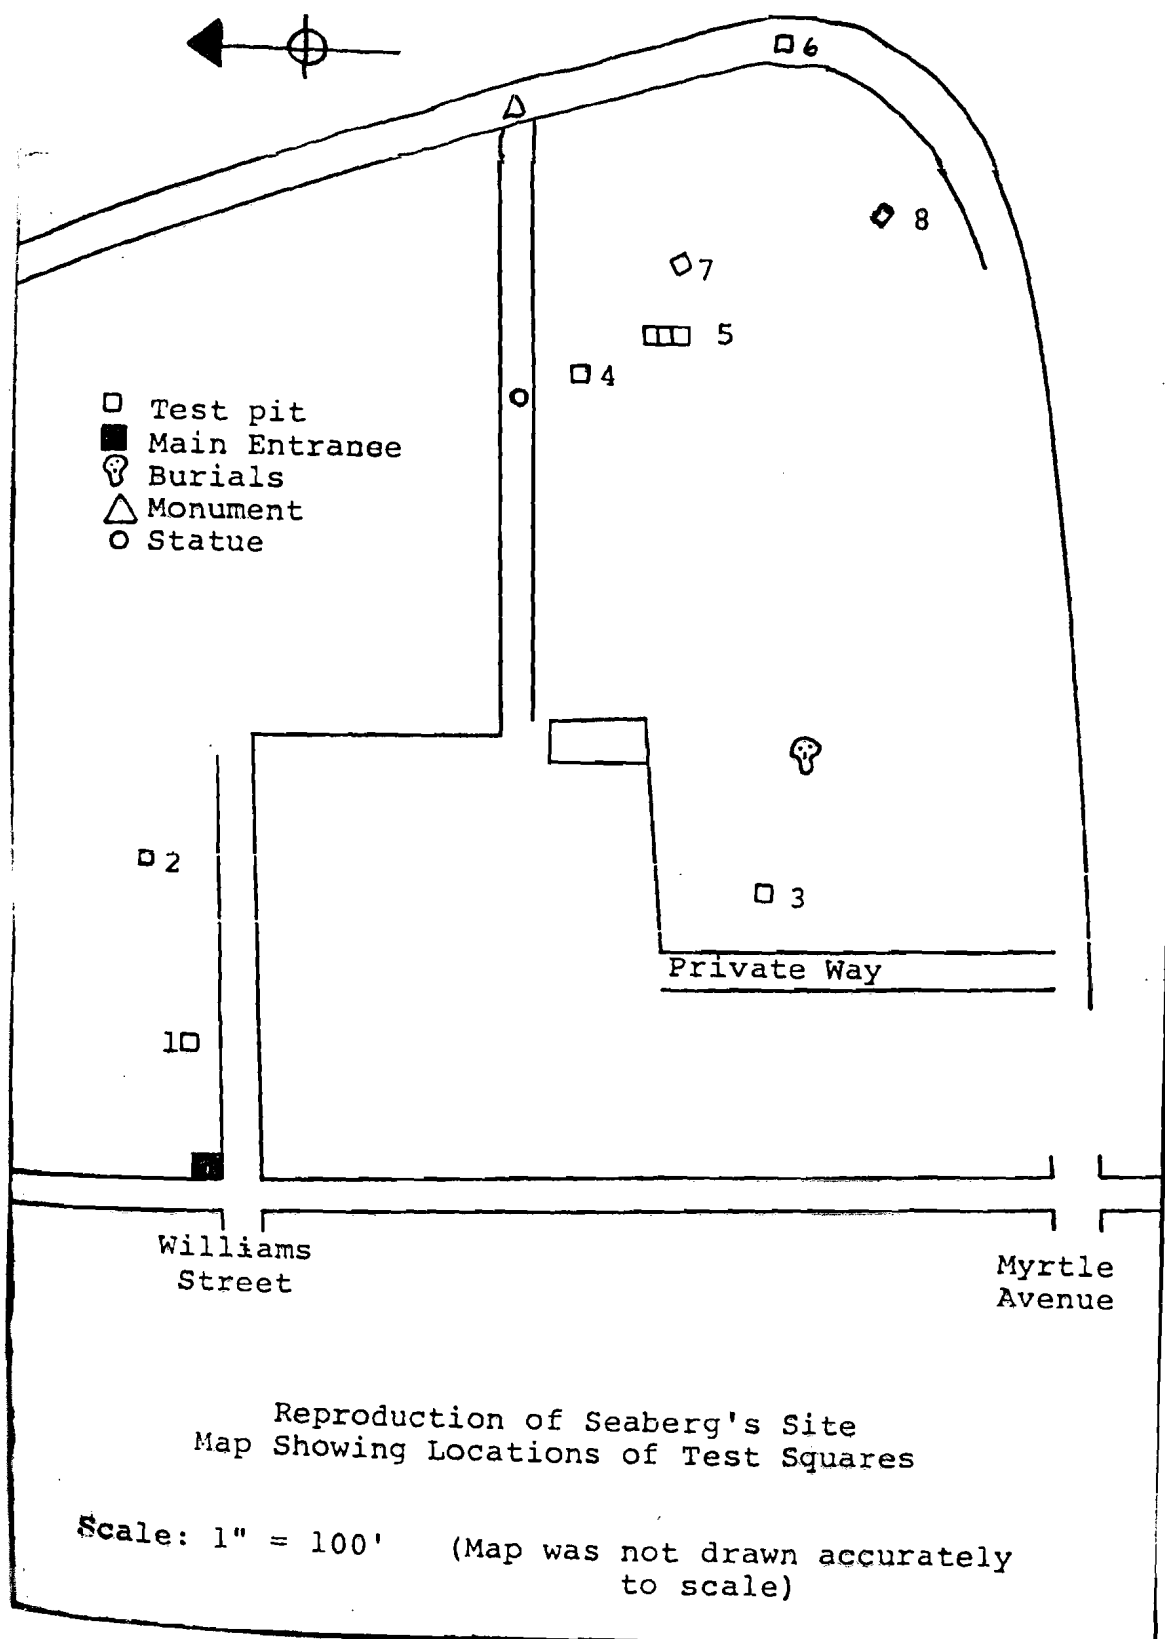 6
8
7
5
4
Test pit
Main Entrance
Burials
Monument
Statue
2
3
Private Way
1
Williams
Street
Myrtle
Avenue
Reproduction of Seaberg's Site
Map Showing Locations of Test Squares
Scale: 1" = 100' (Map was not drawn accurately
to scale)